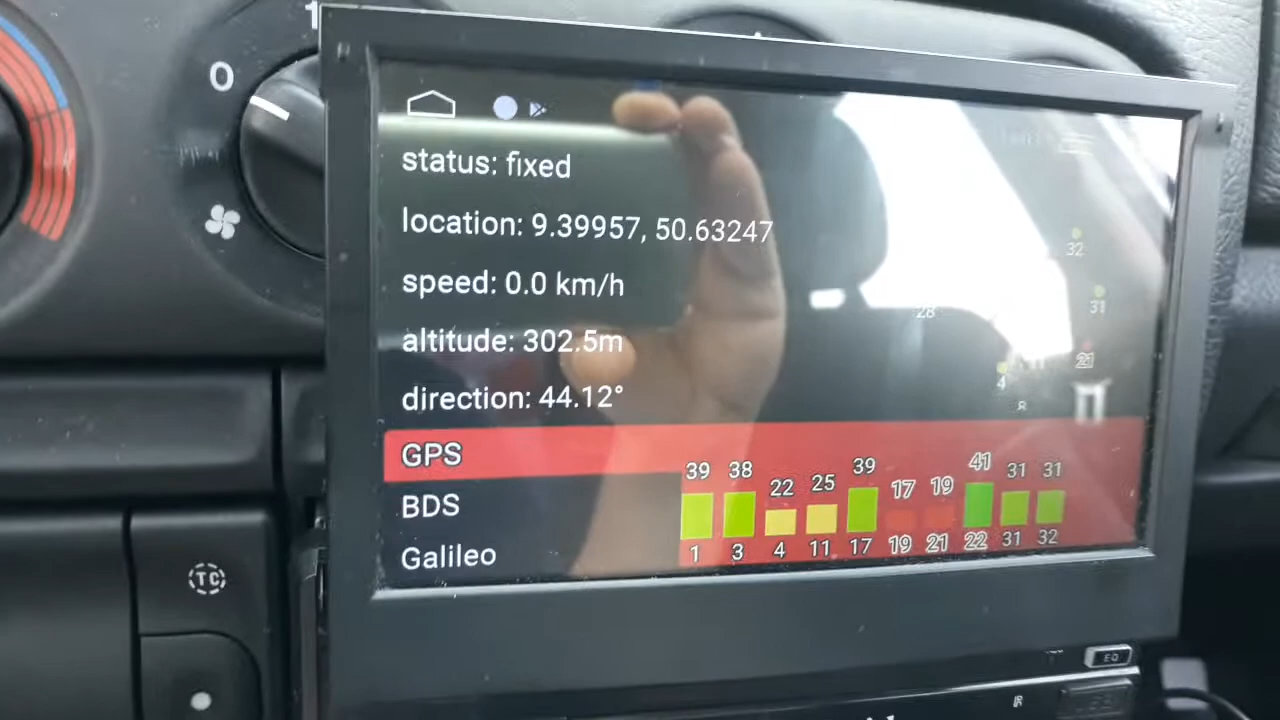 1
0
status: fixed
location: 9.39957, 50.63247
speed: 0.0 km/h
altitude: 302.5m
direction: 44.12°
32
31
28
21
4
8
GPS
BDS
Galileo
39 38 22 25 39 17 19 41 31 31
1 3 4 11 17 19 21 22 31 32
TC
EQ